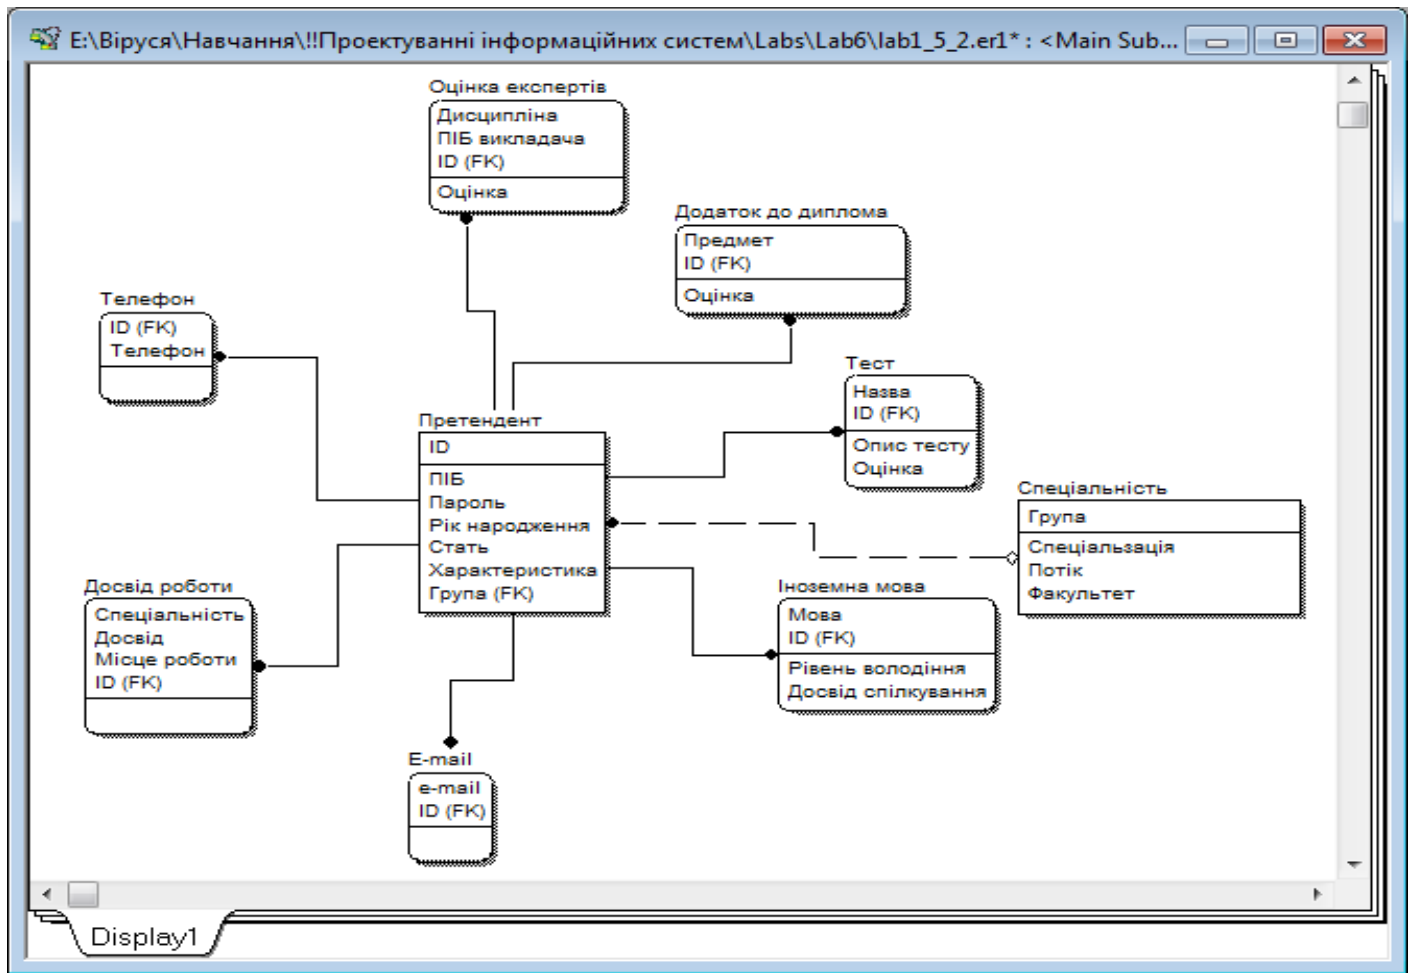 E:\Віруся\Навчання\!!Проектуванні інформаційних систем\Labs\Lab6\lab1_5_2.er1* : <Main Sub...
Оцінка експертів
Дисципліна
ПІБ викладача
ID (FK)
Оцінка
Додаток до диплома
Предмет
ID (FK)
Оцінка
Телефон
ID (FK)
Телефон
Тест
Назва
ID (FK)
Опис тесту
Оцінка
Претендент
ID
ПІБ
Пароль
Рік народження
Стать
Характеристика
Група (FK)
Спеціальність
Група
Спеціальзація
Потік
Факультет
Досвід роботи
Спеціальність
Досвід
Місце роботи
ID (FK)
Іноземна мова
Мова
ID (FK)
Рівень володіння
Досвід спілкування
E-mail
e-mail
ID (FK)
Display1